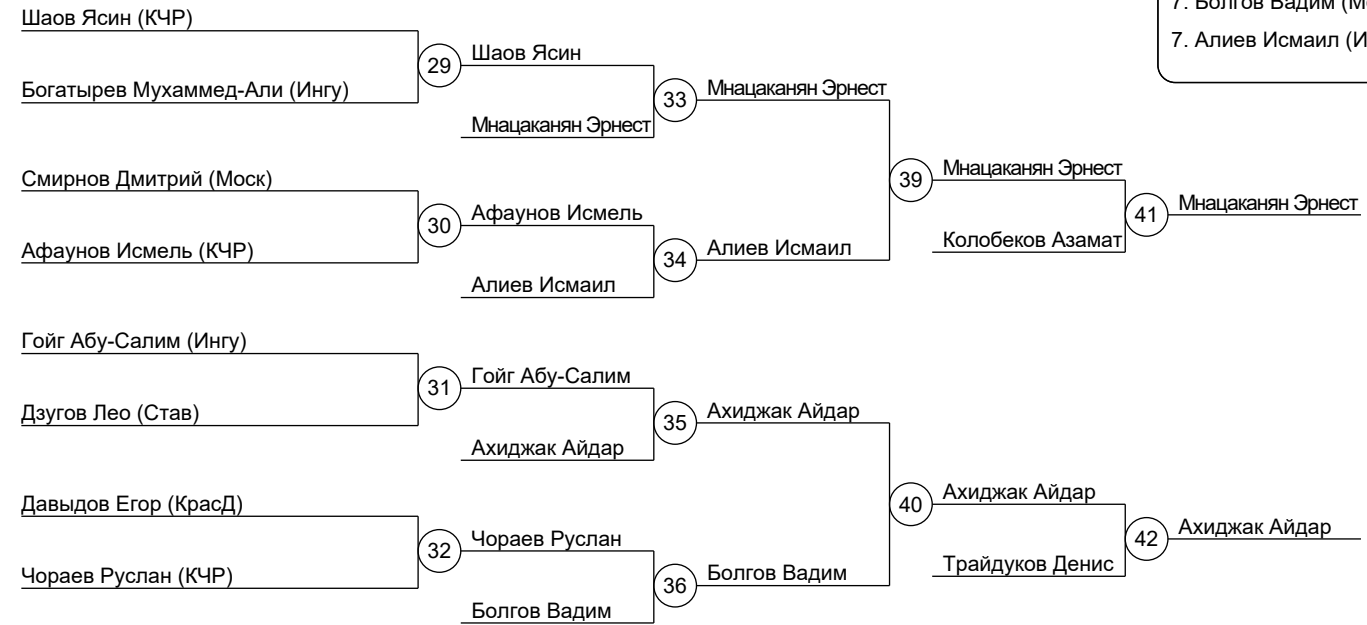 7. Болгов Вадим
7. Алиев Исмаил
Шаов Ясин (КЧР)
29
Шаов Ясин
Богатырев Мухаммед-Али (Ингу)
33
Мнацаканян Эрнест
Мнацаканян Эрнест
Смирнов Дмитрий (Моск)
39
Мнацаканян Эрнест
30
Афаунов Исмель
41
Мнацаканян Эрнест
Афаунов Исмель (КЧР)
34
Алиев Исмаил
Колобеков Азамат
Алиев Исмаил
Гойг Абу-Салим (Ингу)
31
Гойг Абу-Салим
Дзугов Лео (Став)
35
Ахиджак Айдар
Ахиджак Айдар
Давыдов Егор (КрасД)
40
Ахиджак Айдар
32
Чораев Руслан
42
Ахиджак Айдар
Чораев Руслан (КЧР)
36
Болгов Вадим
Трайдуков Денис
Болгов Вадим